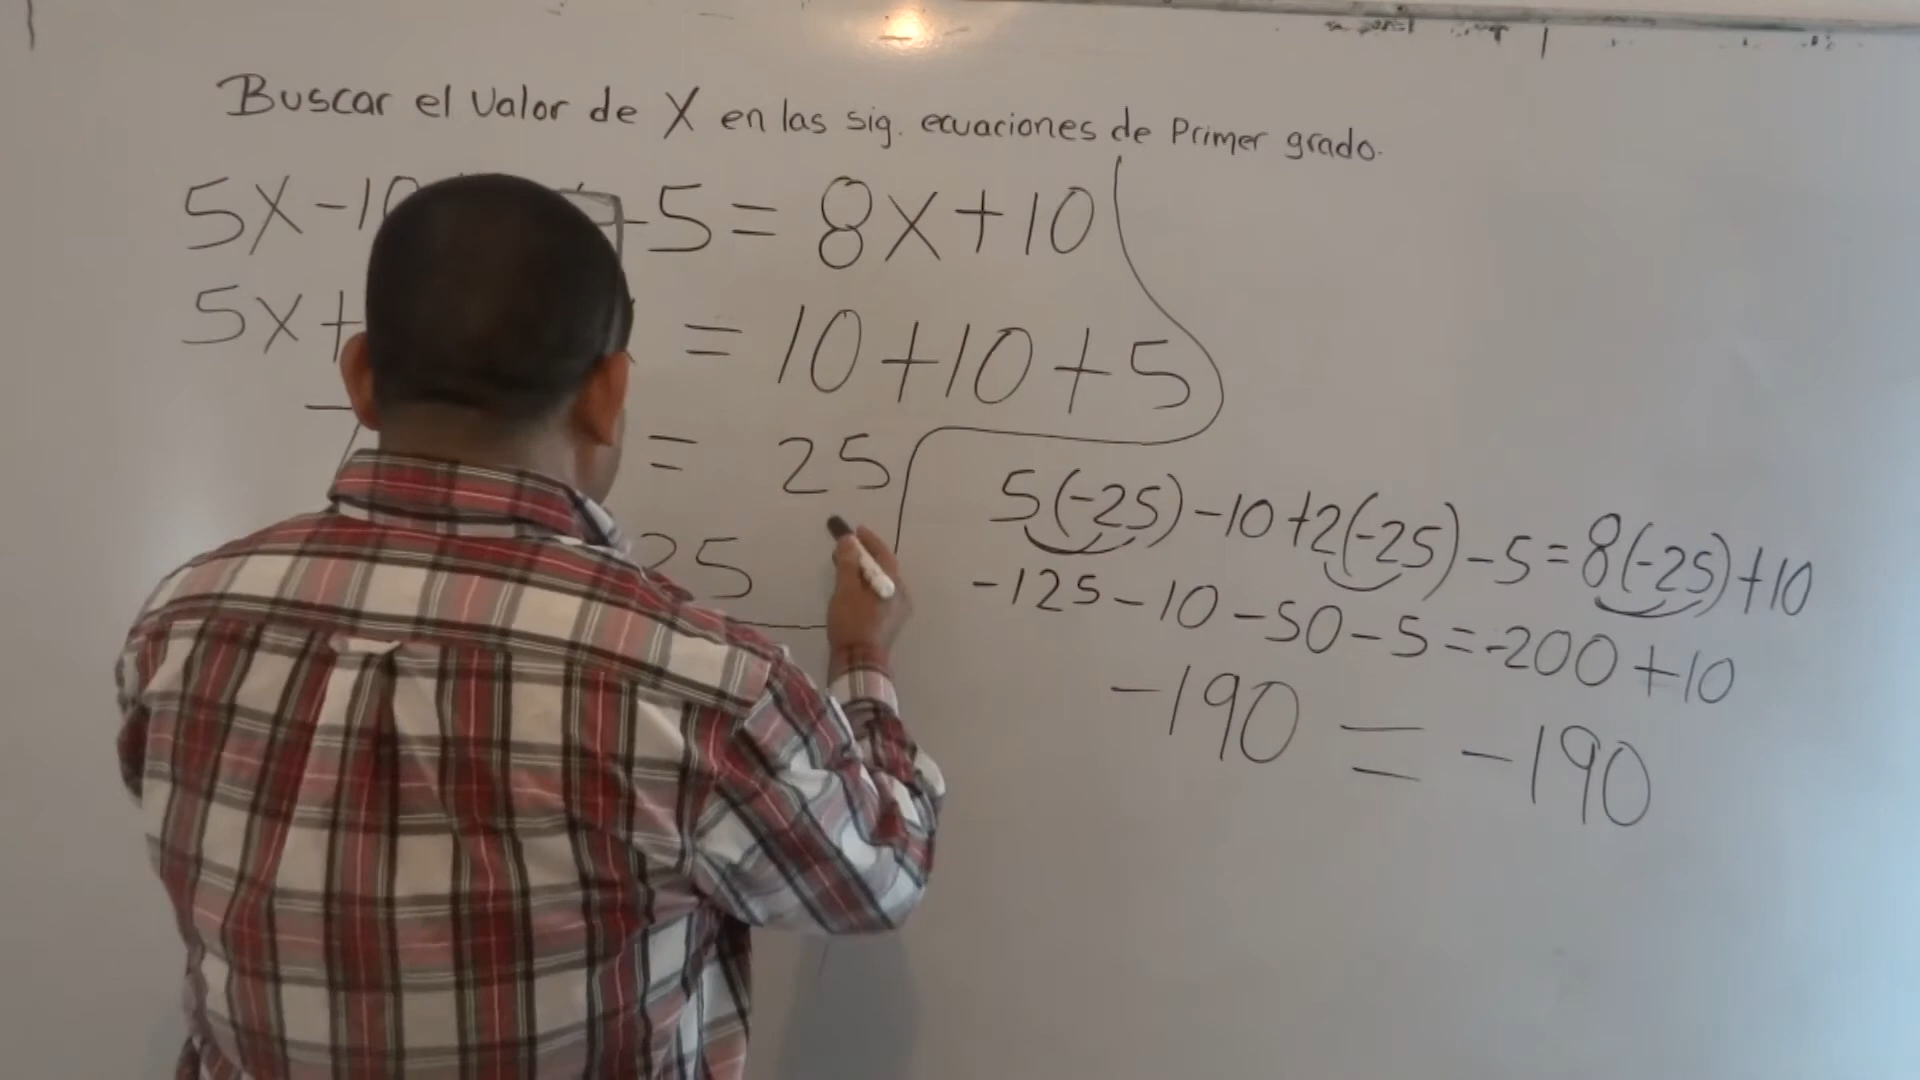 Buscar el valor de X en las sig. ecuaciones de Primer grado.
5X-10 -5=8X+10
5X+ =10+10+5
- = 25
25
5(-25)-10+2(-25)-5=8(-25)+10
-125-10-50-5=-200+10
-190=-190